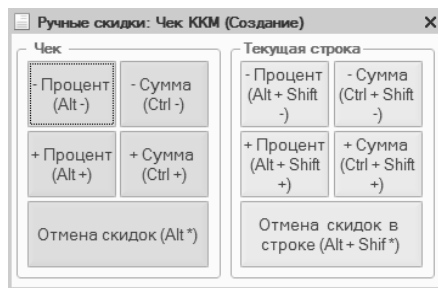 Ручные скидки: Чек ККМ (Создание)
Чек
- Процент
(Alt -)
- Сумма
(Ctrl -)
+ Процент
(Alt +)
+ Сумма
(Ctrl +)
Отмена скидок (Alt *)
Текущая строка
- Процент
(Alt + Shift
-)
- Сумма
(Ctrl + Shift
-)
+ Процент
(Alt + Shift
+)
+ Сумма
(Ctrl + Shift
+)
Отмена скидок в
строке (Alt + Shif *)